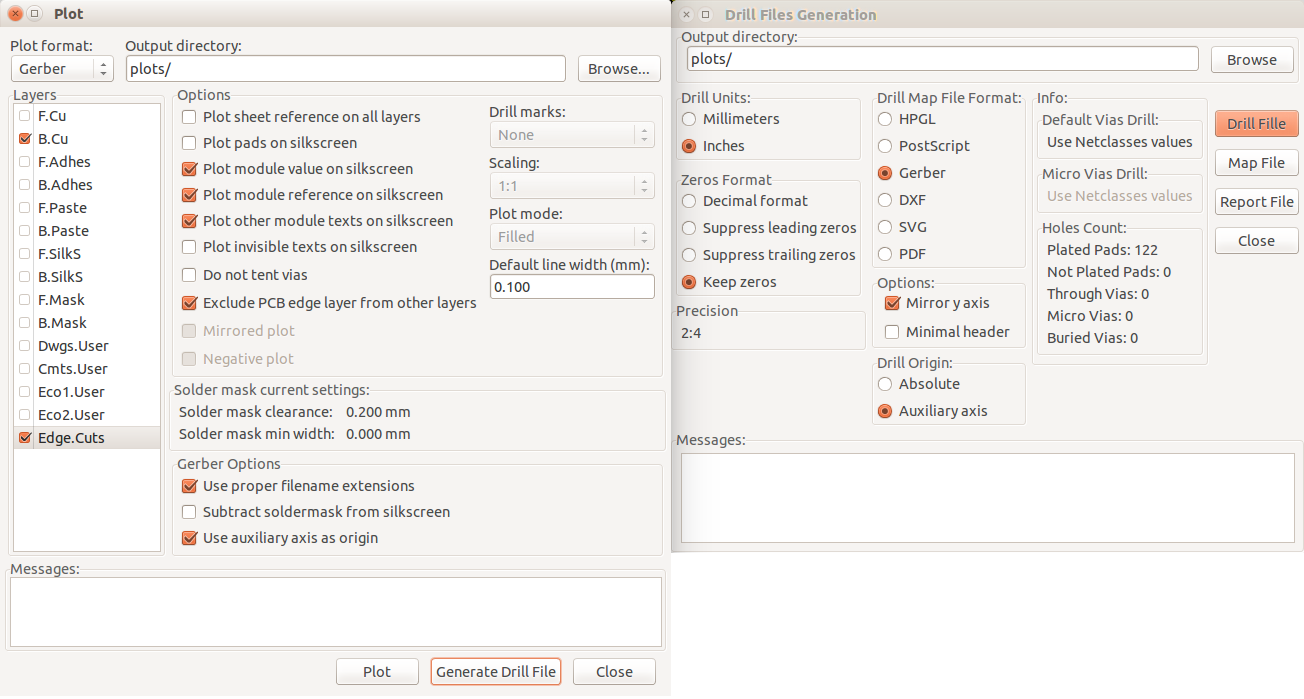 Plot
Plot format:
Output directory:
Gerber
plots/
Browse...
Layers
F.Cu
B.Cu
F.Adhes
B.Adhes
F.Paste
B.Paste
F.SilkS
B.SilkS
F.Mask
B.Mask
Dwgs.User
Cmts.User
Eco1.User
Eco2.User
Edge.Cuts
Options
Plot sheet reference on all layers
Plot pads on silkscreen
Plot module value on silkscreen
Plot module reference on silkscreen
Plot other module texts on silkscreen
Plot invisible texts on silkscreen
Do not tent vias
Exclude PCB edge layer from other layers
Mirrored plot
Negative plot
Drill marks:
None
Scaling:
1:1
Plot mode:
Filled
Default line width (mm):
0.100
Solder mask current settings:
Solder mask clearance: 0.200 mm
Solder mask min width: 0.000 mm
Gerber Options
Use proper filename extensions
Subtract soldermask from silkscreen
Use auxiliary axis as origin
Messages:
Plot
Generate Drill File
Close
Drill Files Generation
Output directory:
plots/
Browse
Drill Units:
Millimeters
Inches
Zeros Format
Decimal format
Suppress leading zeros
Suppress trailing zeros
Keep zeros
Precision
2:4
Drill Map File Format:
HPGL
PostScript
Gerber
DXF
SVG
PDF
Options:
Mirror y axis
Minimal header
Drill Origin:
Absolute
Auxiliary axis
Info:
Default Vias Drill:
Use Netclasses values
Micro Vias Drill:
Use Netclasses values
Holes Count:
Plated Pads: 122
Not Plated Pads: 0
Through Vias: 0
Micro Vias: 0
Buried Vias: 0
Drill Fille
Map File
Report File
Close
Messages: